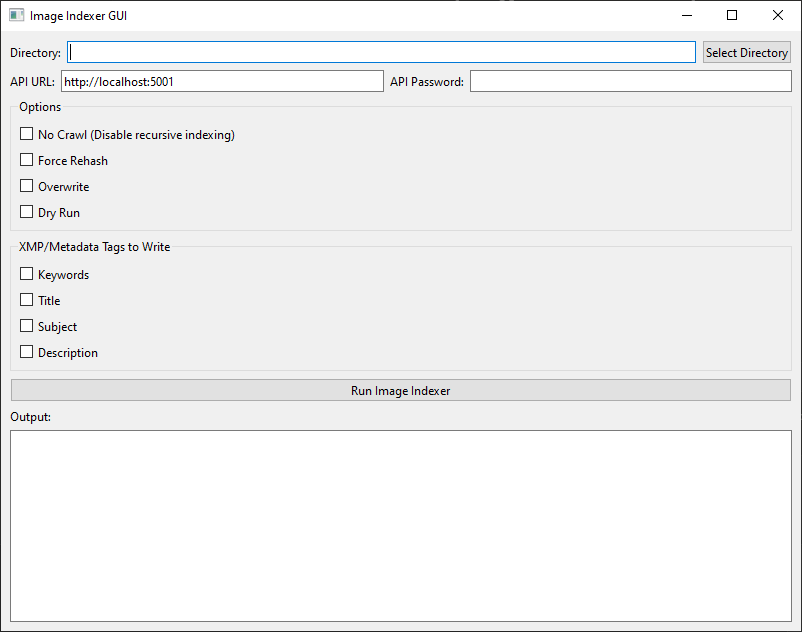 Image Indexer GUI
Directory: Select Directory
API URL: http://localhost:5001 API Password:
Options
No Crawl (Disable recursive indexing)
Force Rehash
Overwrite
Dry Run
XMP/Metadata Tags to Write
Keywords
Title
Subject
Description
Run Image Indexer
Output: